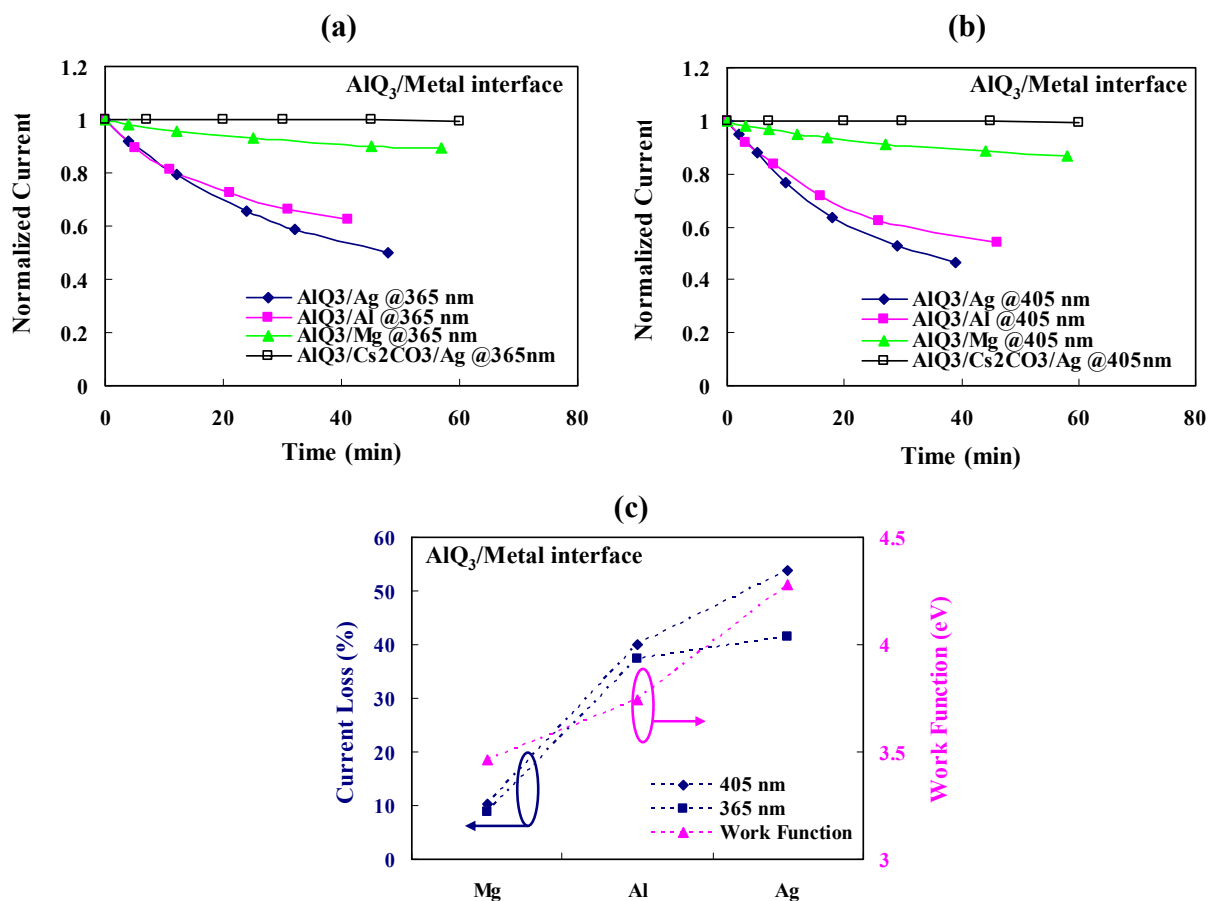 (a)
AlQ3/Metal interface
Normalized Current
1.2
1
0.8
0.6
0.4
0.2
0
AlQ3/Ag @365 nm
AlQ3/Al @365 nm
AlQ3/Mg @365 nm
AlQ3/Cs2CO3/Ag @365nm
0 20 40 60 80
Time (min)
(b)
AlQ3/Metal interface
Normalized Current
1.2
1
0.8
0.6
0.4
0.2
0
AlQ3/Ag @405 nm
AlQ3/Al @405 nm
AlQ3/Mg @405 nm
AlQ3/Cs2CO3/Ag @405nm
0 20 40 60 80
Time (min)
(c)
AlQ3/Metal interface
Current Loss (%)
60
50
40
30
20
10
0
405 nm
365 nm
Work Function
4.5
4
3.5
3
Work Function (eV)
Mg Al Ag